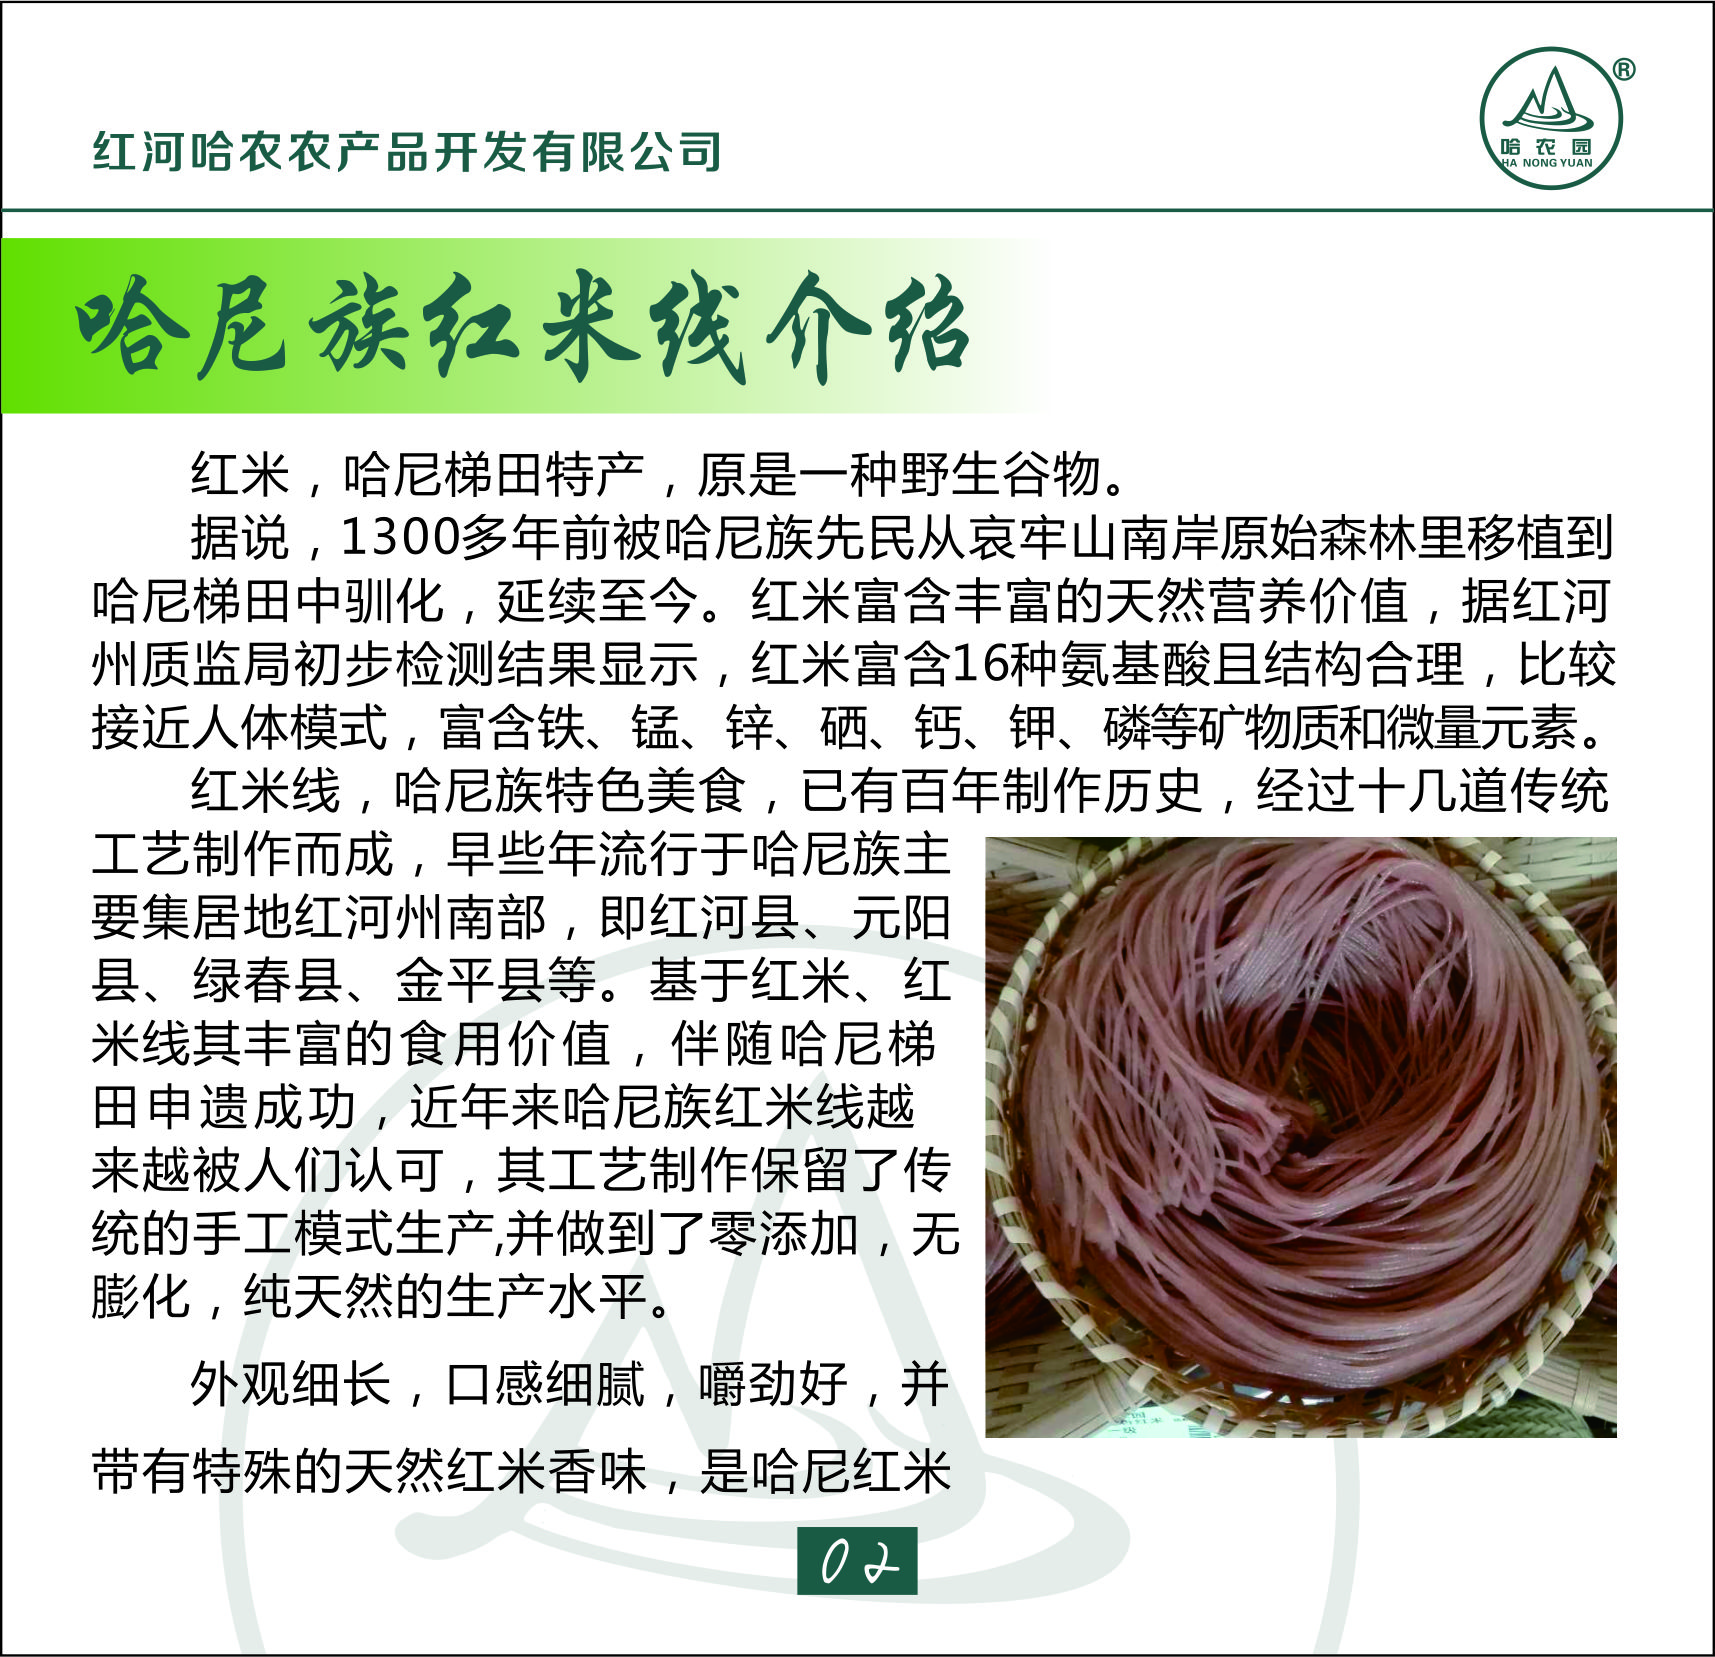 红河哈农农产品开发有限公司
®
哈农园
HA NONG YUAN
哈尼族红米线介绍
红米，哈尼梯田特产，原是一种野生谷物。
据说，1300多年前被哈尼族先民从哀牢山南岸原始森林里移植到
哈尼梯田中驯化，延续至今。红米富含丰富的天然营养价值，据红河
州质监局初步检测结果显示，红米富含16种氨基酸且结构合理，比较
接近人体模式，富含铁、锰、锌、硒、钙、钾、磷等矿物质和微量元素。
红米线，哈尼族特色美食，已有百年制作历史，经过十几道传统
工艺制作而成，早些年流行于哈尼族主
要集居地红河州南部，即红河县、元阳
县、绿春县、金平县等。基于红米、红
米线其丰富的食用价值，伴随哈尼梯
田申遗成功，近年来哈尼族红米线越
来越被人们认可，其工艺制作保留了传
统的手工模式生产,并做到了零添加，无
膨化，纯天然的生产水平。
外观细长，口感细腻，嚼劲好，并
带有特殊的天然红米香味，是哈尼红米
02